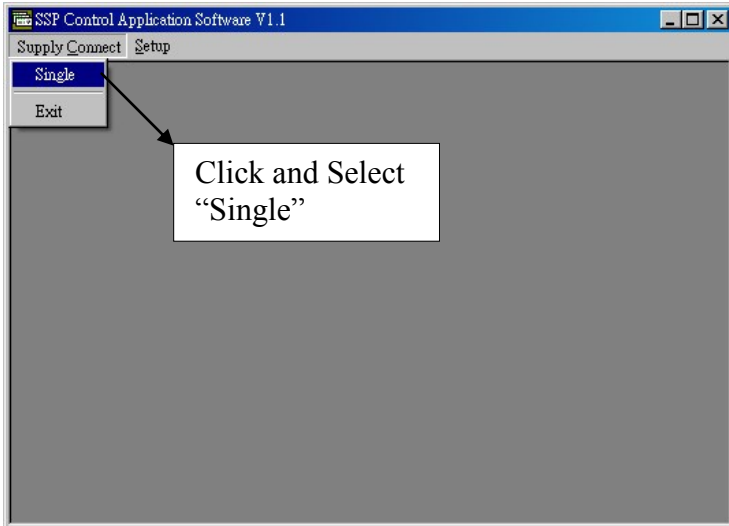 SSP Control Application Software V1.1
Supply Connect Setup
Single
Exit
Click and Select
“Single”